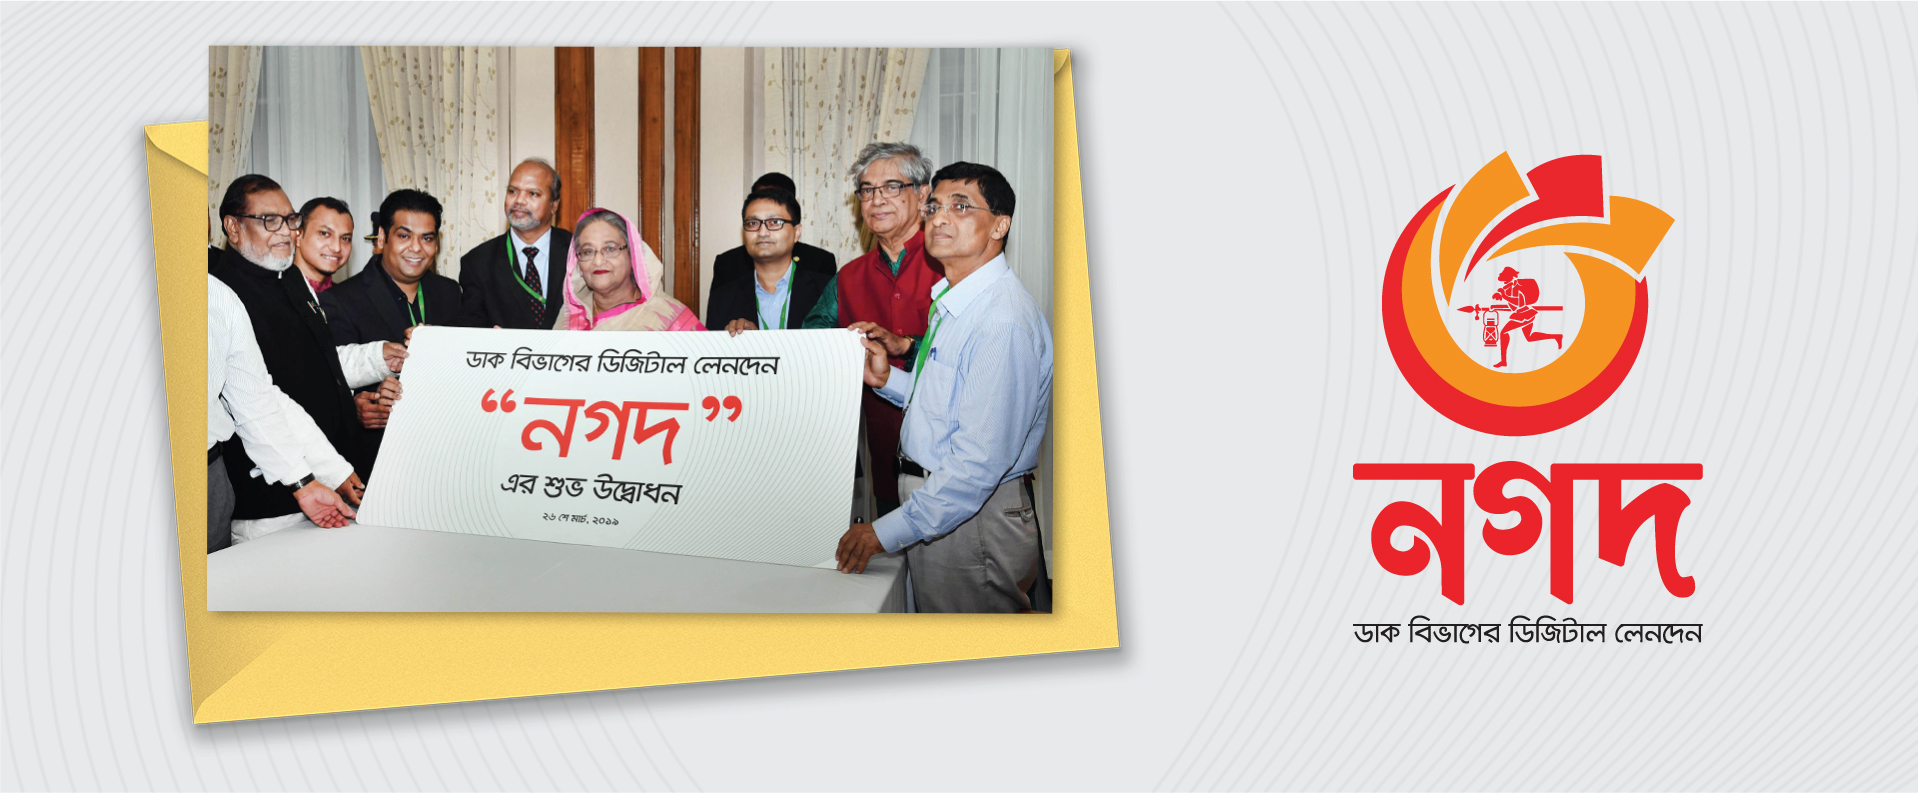 ডাক বিভাগের ডিজিটাল লেনদেন
“নগদ”
এর শুভ উদ্বোধন
২৬ শে মার্চ, ২০১৯
নগদ
ডাক বিভাগের ডিজিটাল লেনদেন